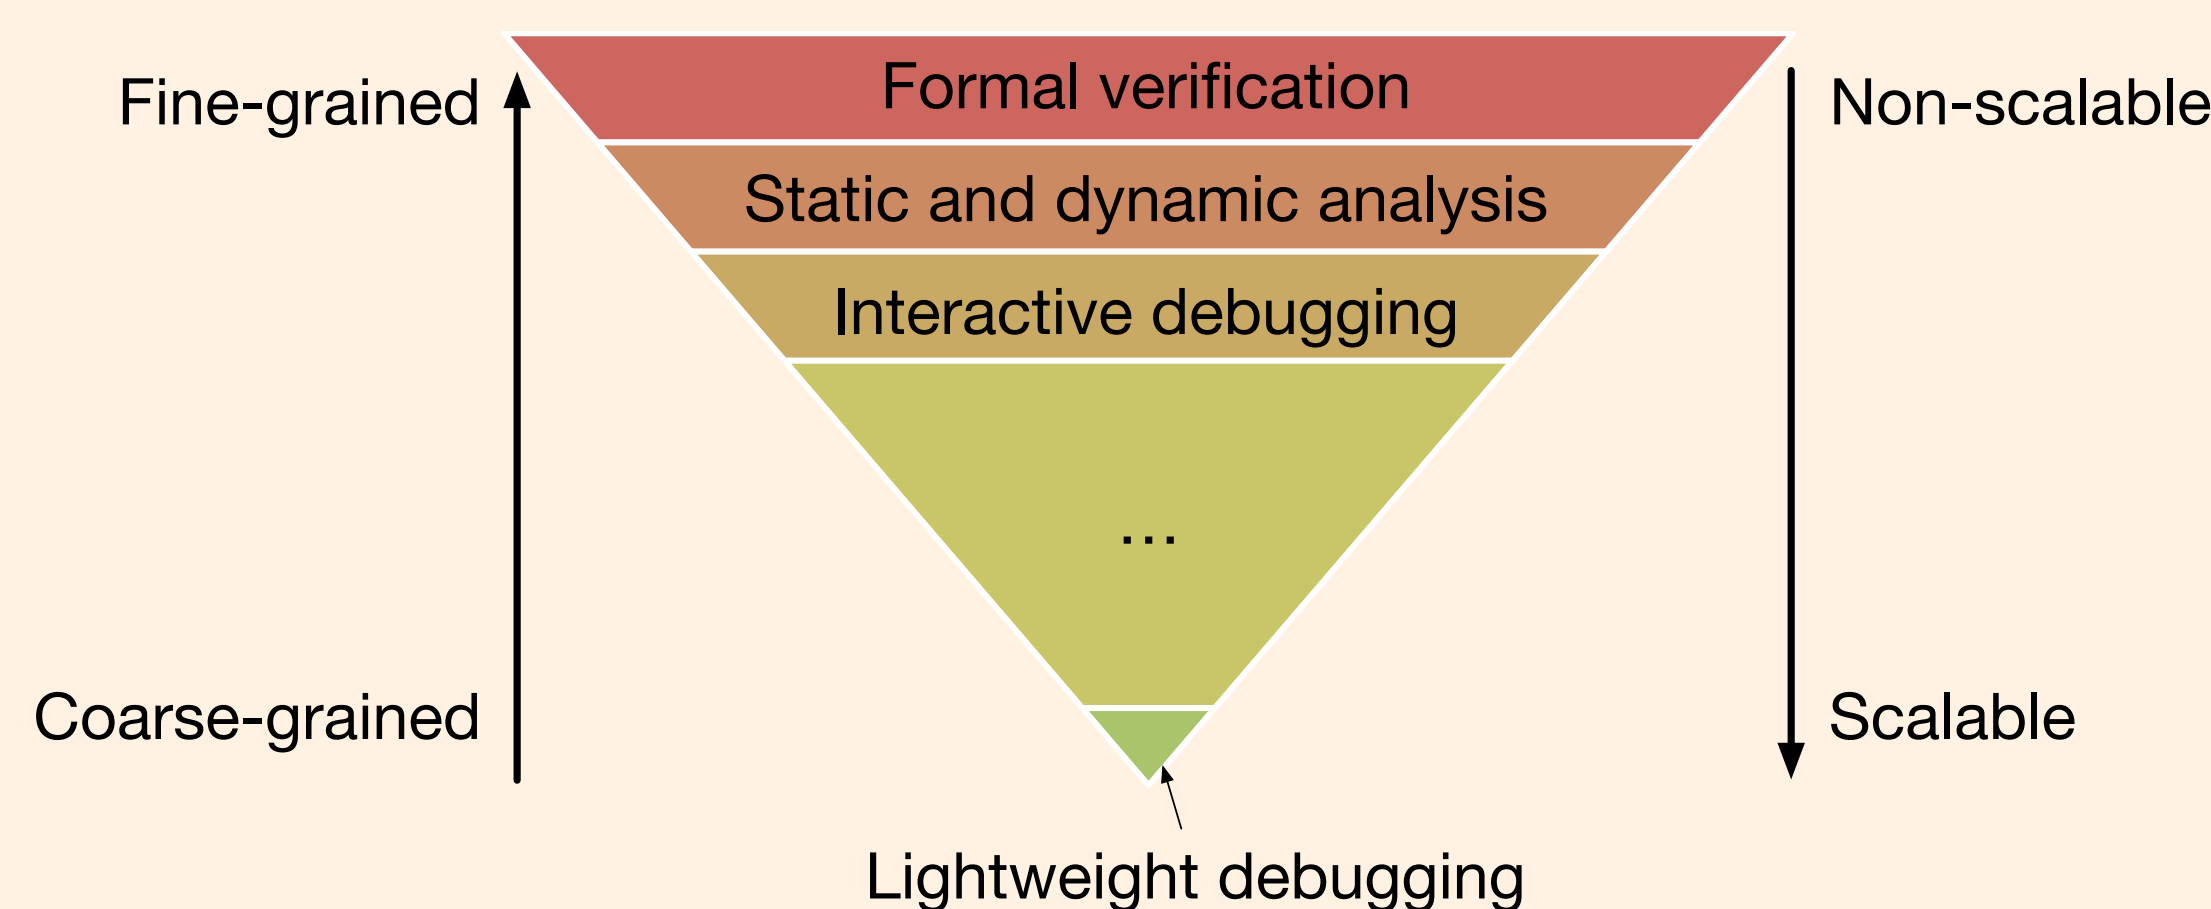 Formal verification
Fine-grained
Non-scalable
Static and dynamic analysis
Interactive debugging
...
Coarse-grained
Scalable
Lightweight debugging